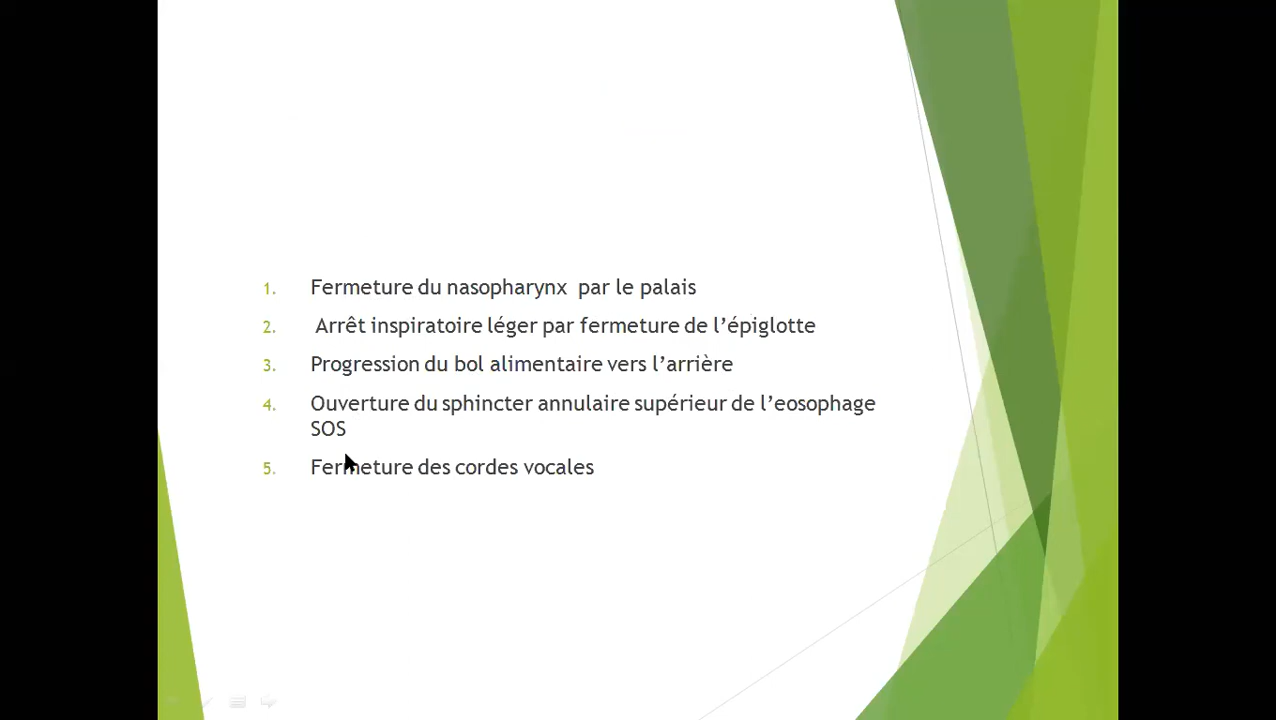 1. Fermeture du nasopharynx par le palais
2. Arrêt inspiratoire léger par fermeture de l’épiglotte
3. Progression du bol alimentaire vers l’arrière
4. Ouverture du sphincter annulaire supérieur de l’eosophage
SOS
5. Fermeture des cordes vocales